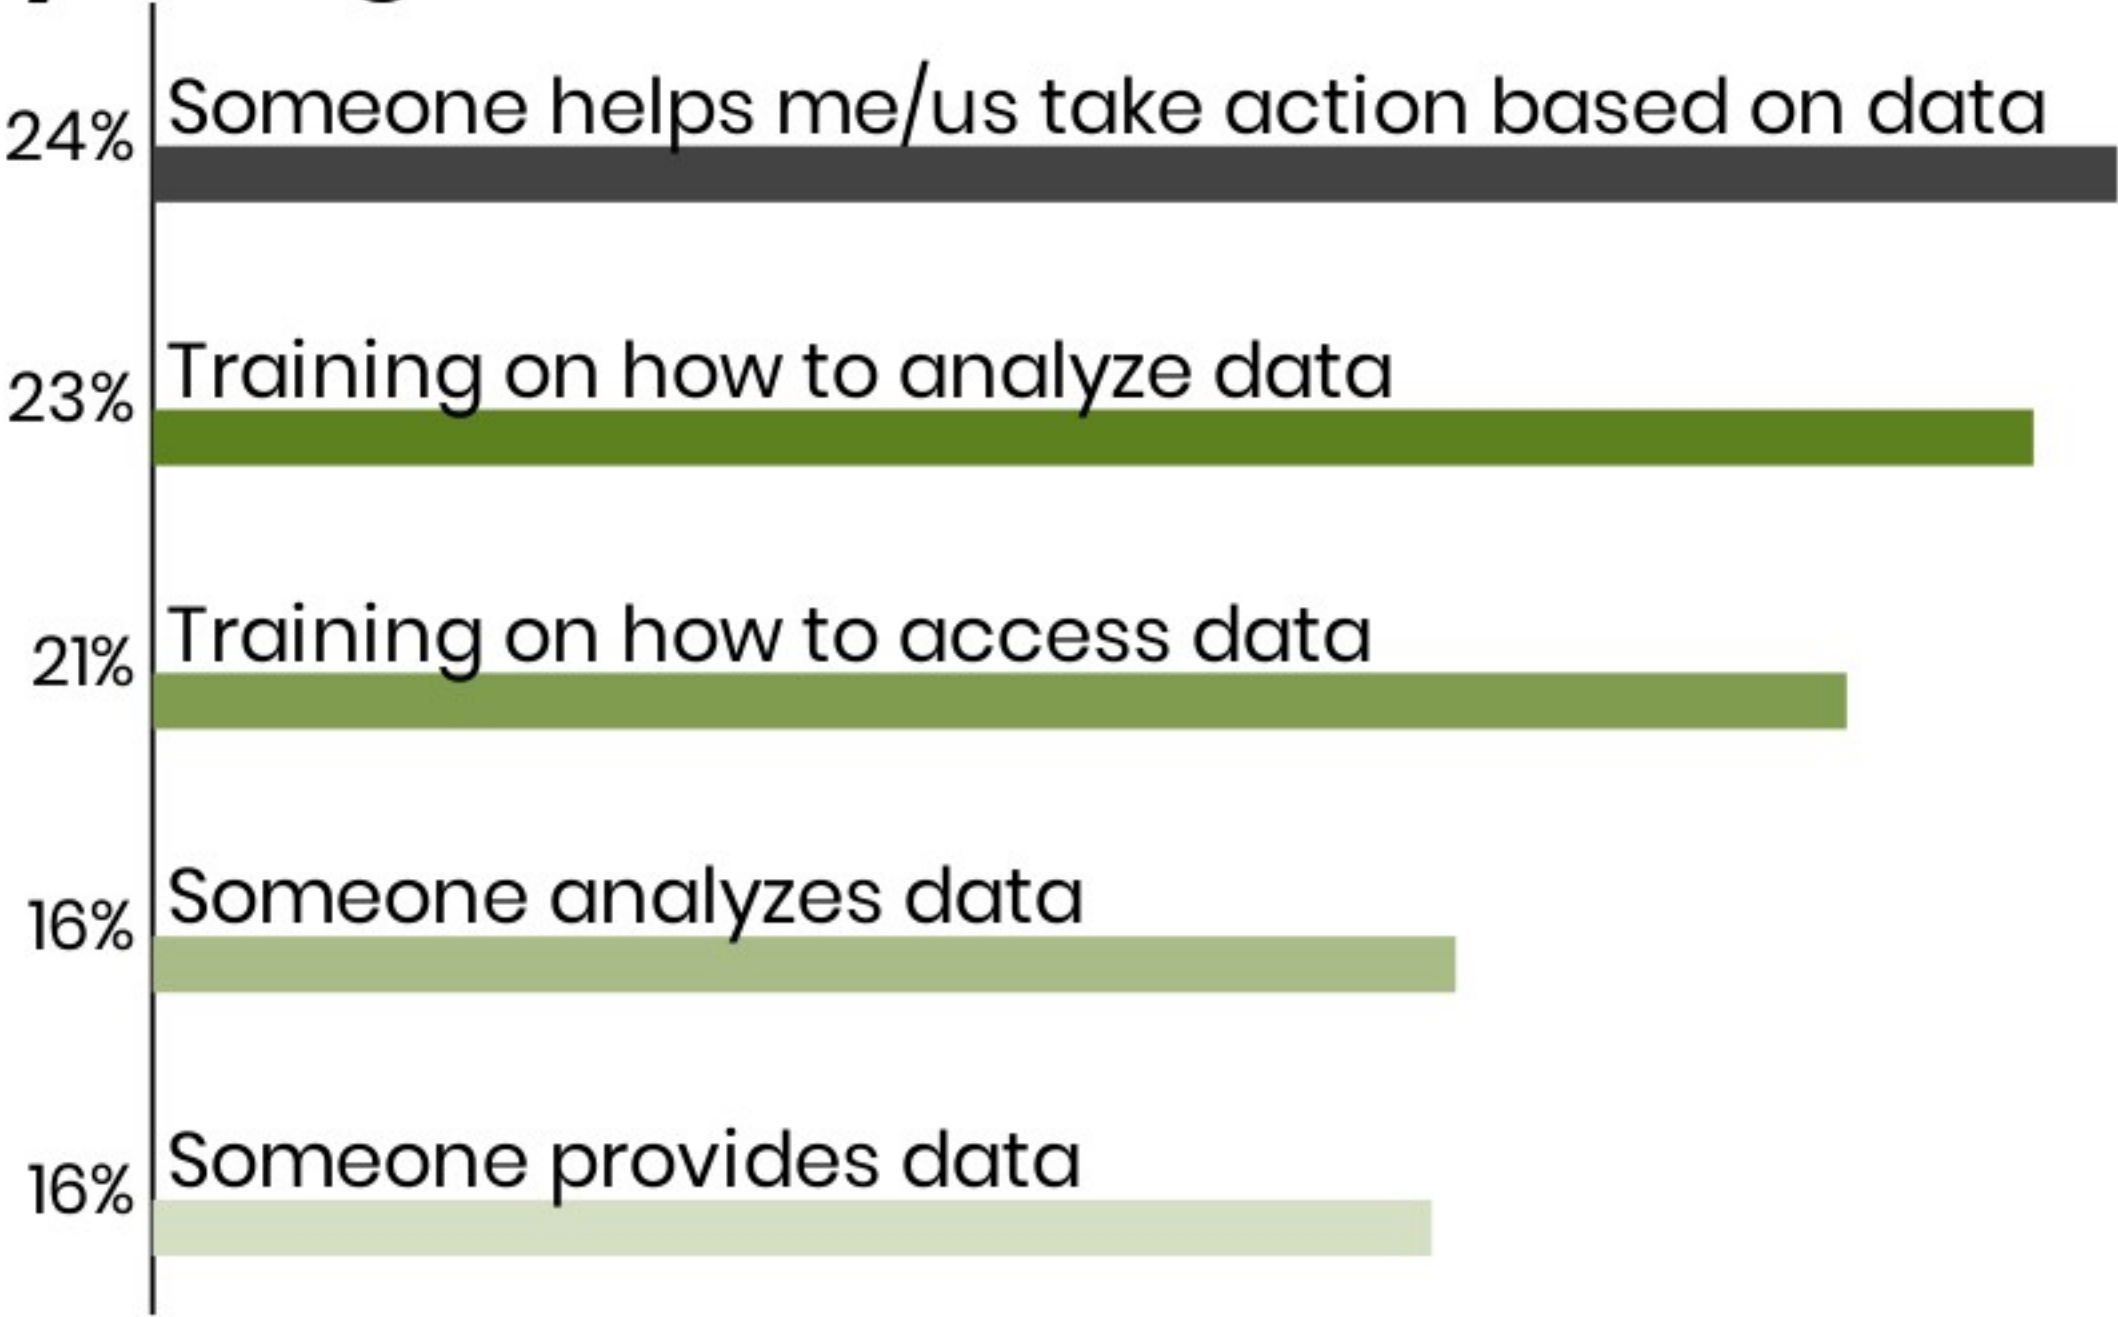 Someone helps me/us take action based on data
24%
Training on how to analyze data
23%
Training on how to access data
21%
Someone analyzes data
16%
Someone provides data
16%